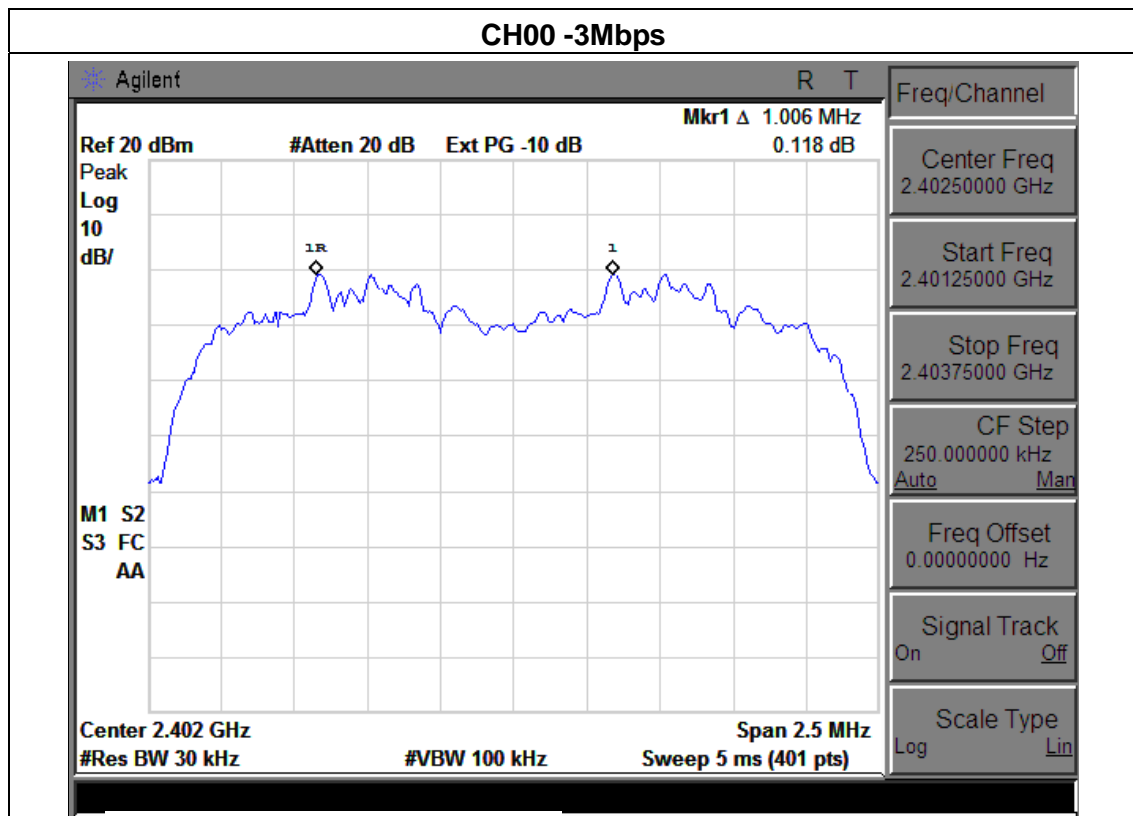 CH00 -3Mbps
Agilent R T
Freq/Channel
Mkr1 Δ 1.006 MHz
Ref 20 dBm #Atten 20 dB Ext PG -10 dB 0.118 dB
Peak
Log
10
dB/
1R
1
M1 S2
S3 FC
AA
Center 2.402 GHz Span 2.5 MHz
#Res BW 30 kHz #VBW 100 kHz Sweep 5 ms (401 pts)
Center Freq
2.40250000 GHz
Start Freq
2.40125000 GHz
Stop Freq
2.40375000 GHz
CF Step
250.000000 kHz
Auto Man
Freq Offset
0.00000000 Hz
Signal Track
On Off
Scale Type
Log Lin